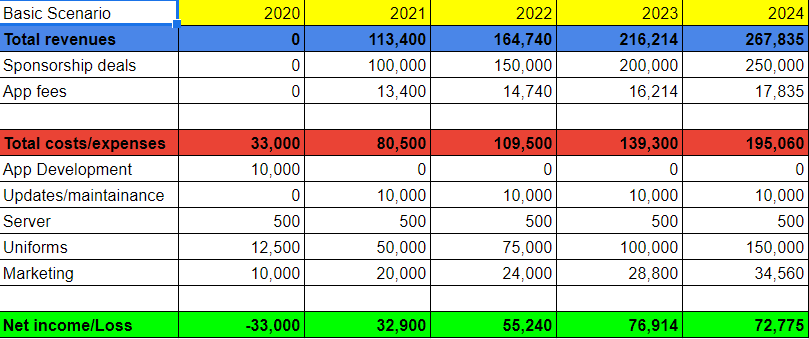 Basic Scenario 2020 2021 2022 2023 2024
Total revenues 0 113,400 164,740 216,214 267,835
Sponsorship deals 0 100,000 150,000 200,000 250,000
App fees 0 13,400 14,740 16,214 17,835
Total costs/expenses 33,000 80,500 109,500 139,300 195,060
App Development 10,000 0 0 0 0
Updates/maintainance 0 10,000 10,000 10,000 10,000
Server 500 500 500 500 500
Uniforms 12,500 50,000 75,000 100,000 150,000
Marketing 10,000 20,000 24,000 28,800 34,560
Net income/Loss -33,000 32,900 55,240 76,914 72,775